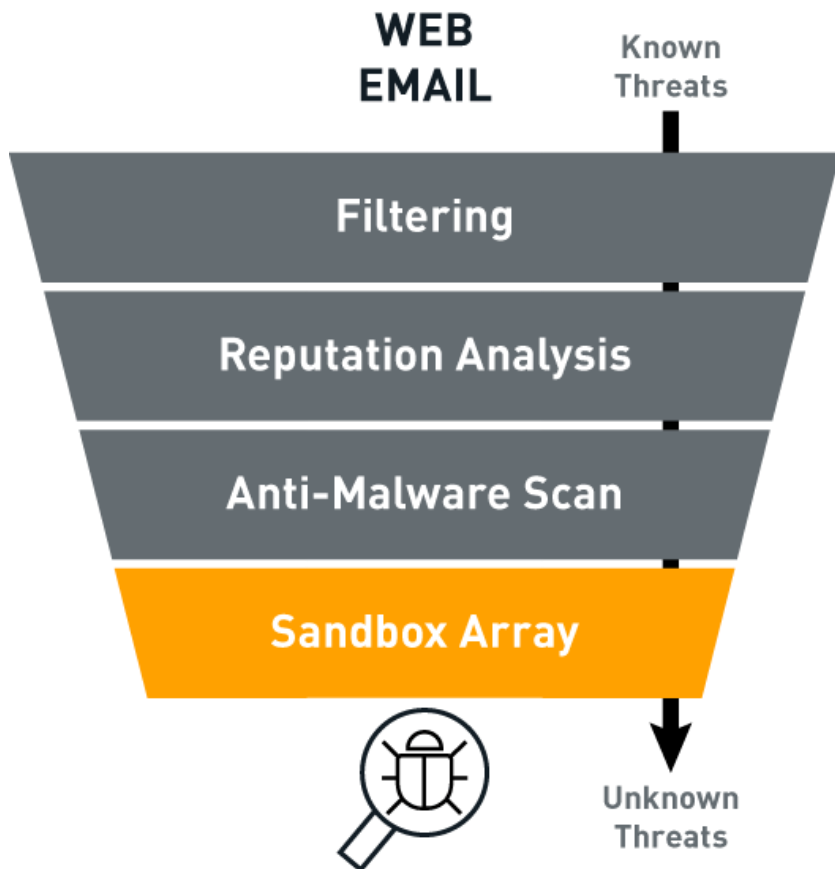 WEB
EMAIL
Known
Threats
Filtering
Reputation Analysis
Anti-Malware Scan
Sandbox Array
Unknown
Threats